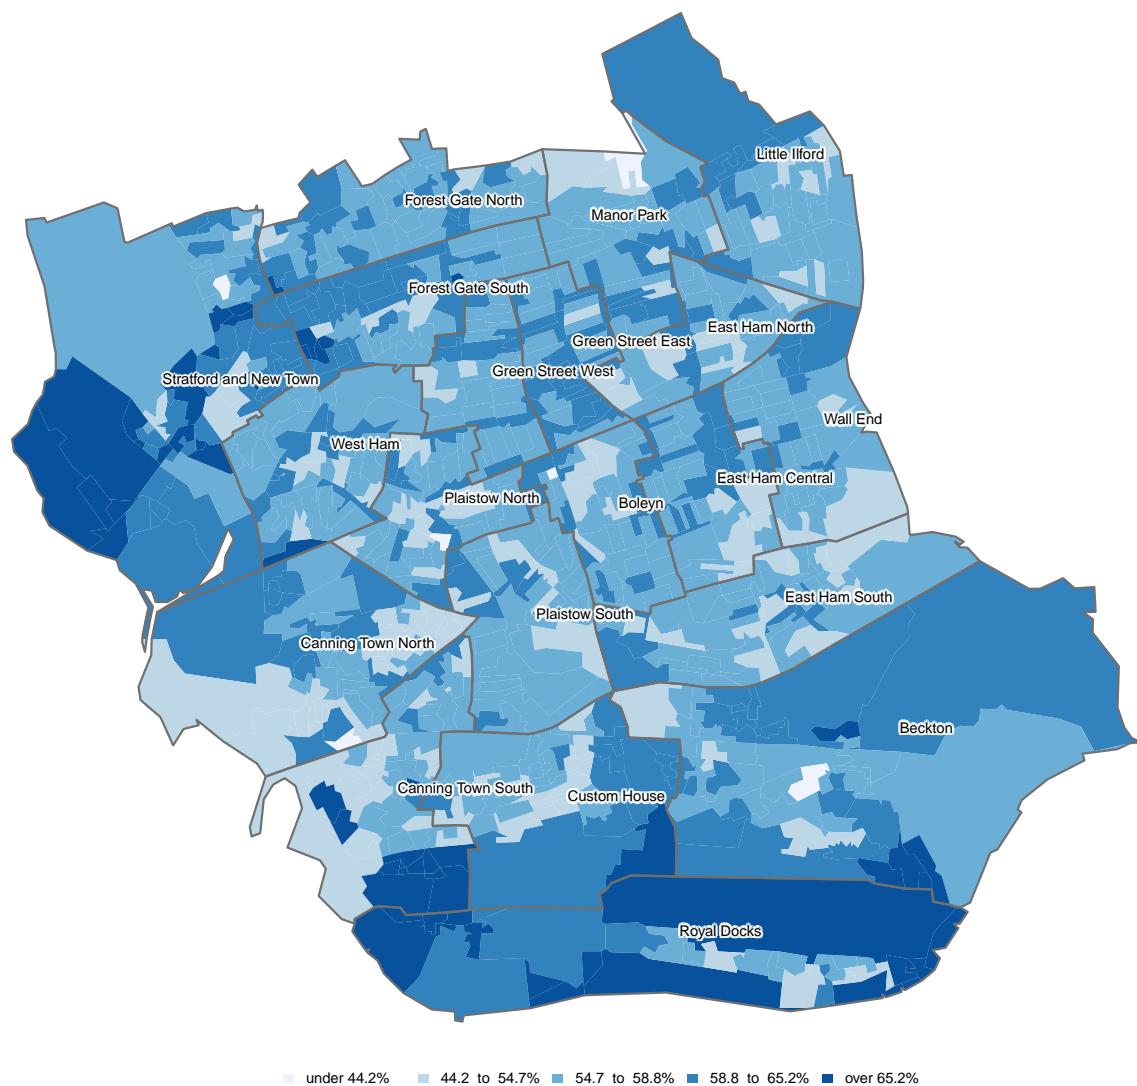 Little Ilford
Forest Gate North
Manor Park
Forest Gate South
East Ham North
Green Street East
Green Street West
Stratford and New Town
Wall End
West Ham
East Ham Central
Plaistow North
Boleyn
East Ham South
Plaistow South
Canning Town North
Beckton
Canning Town South
Custom House
Royal Docks
under 44.2% 44.2 to 54.7% 54.7 to 58.8% 58.8 to 65.2% over 65.2%